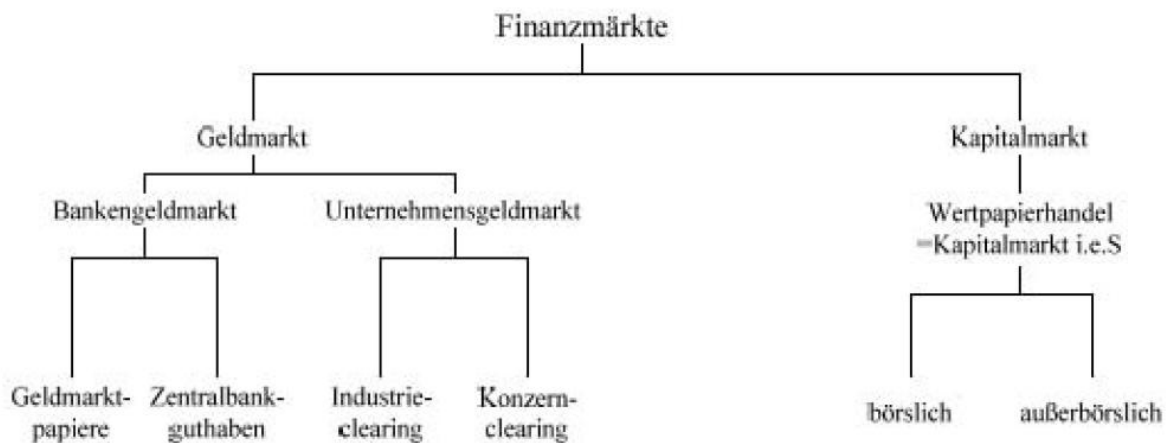 Finanzmärkte
Geldmarkt
Kapitalmarkt
Bankengeldmarkt
Unternehmensgeldmarkt
Wertpapierhandel
=Kapitalmarkt i.e.S
Geldmarkt-
papiere
Zentralbank-
guthaben
Industrie-
clearing
Konzern-
clearing
börslich
außerbörslich